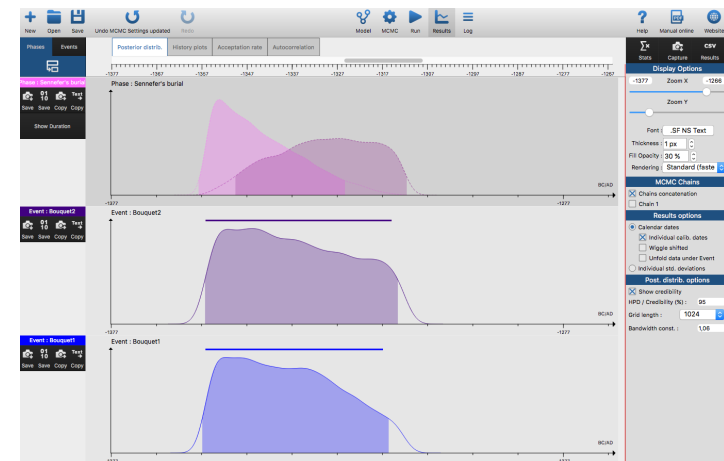 New Open Save Undo MCMC Settings updated Redo Model MCMC Run Results Log Help Manual online Website
Phases Events
Posterior distrib. History plots Acceptation rate Autocorrelation
Stats Capture Results
CSV
-1377 -1367 -1357 -1347 -1337 -1327 -1317 -1307 -1297 -1287 -1277 -1267
Phase : Sennefer's burial
Phase : Sennefer's burial
Save Save Copy Copy
Text
Show Duration
BC/AD
-1277
Event : Bouquet2
Event : Bouquet2
Text
Save Save Copy Copy
BC/AD
-1377 -1277
Event : Bouquet1
Event : Bouquet1
Text
Save Save Copy Copy
BC/AD
-1377 -1277
Display Options
-1377 Zoom X -1266
Zoom Y
Font : .SF NS Text
Thickness : 1 px
Fill Opacity : 30 %
Rendering : Standard (faste
MCMC Chains
Chains concatenation
Chain 1
Results options
Calendar dates
Individual calib. dates
Wiggle shifted
Unfold data under Event
Individual std. deviations
Post. distrib. options
Show credibility
HPD / Credibility (%) : 95
Grid length : 1024
Bandwidth const. : 1,06